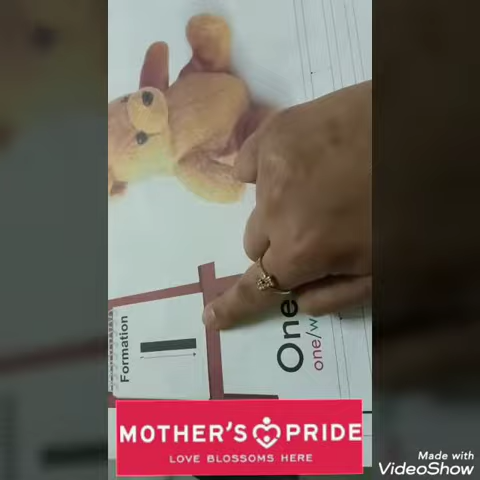 Formation
One
one/w
MOTHER'S PRIDE
LOVE BLOSSOMS HERE
Made with
VideoShow